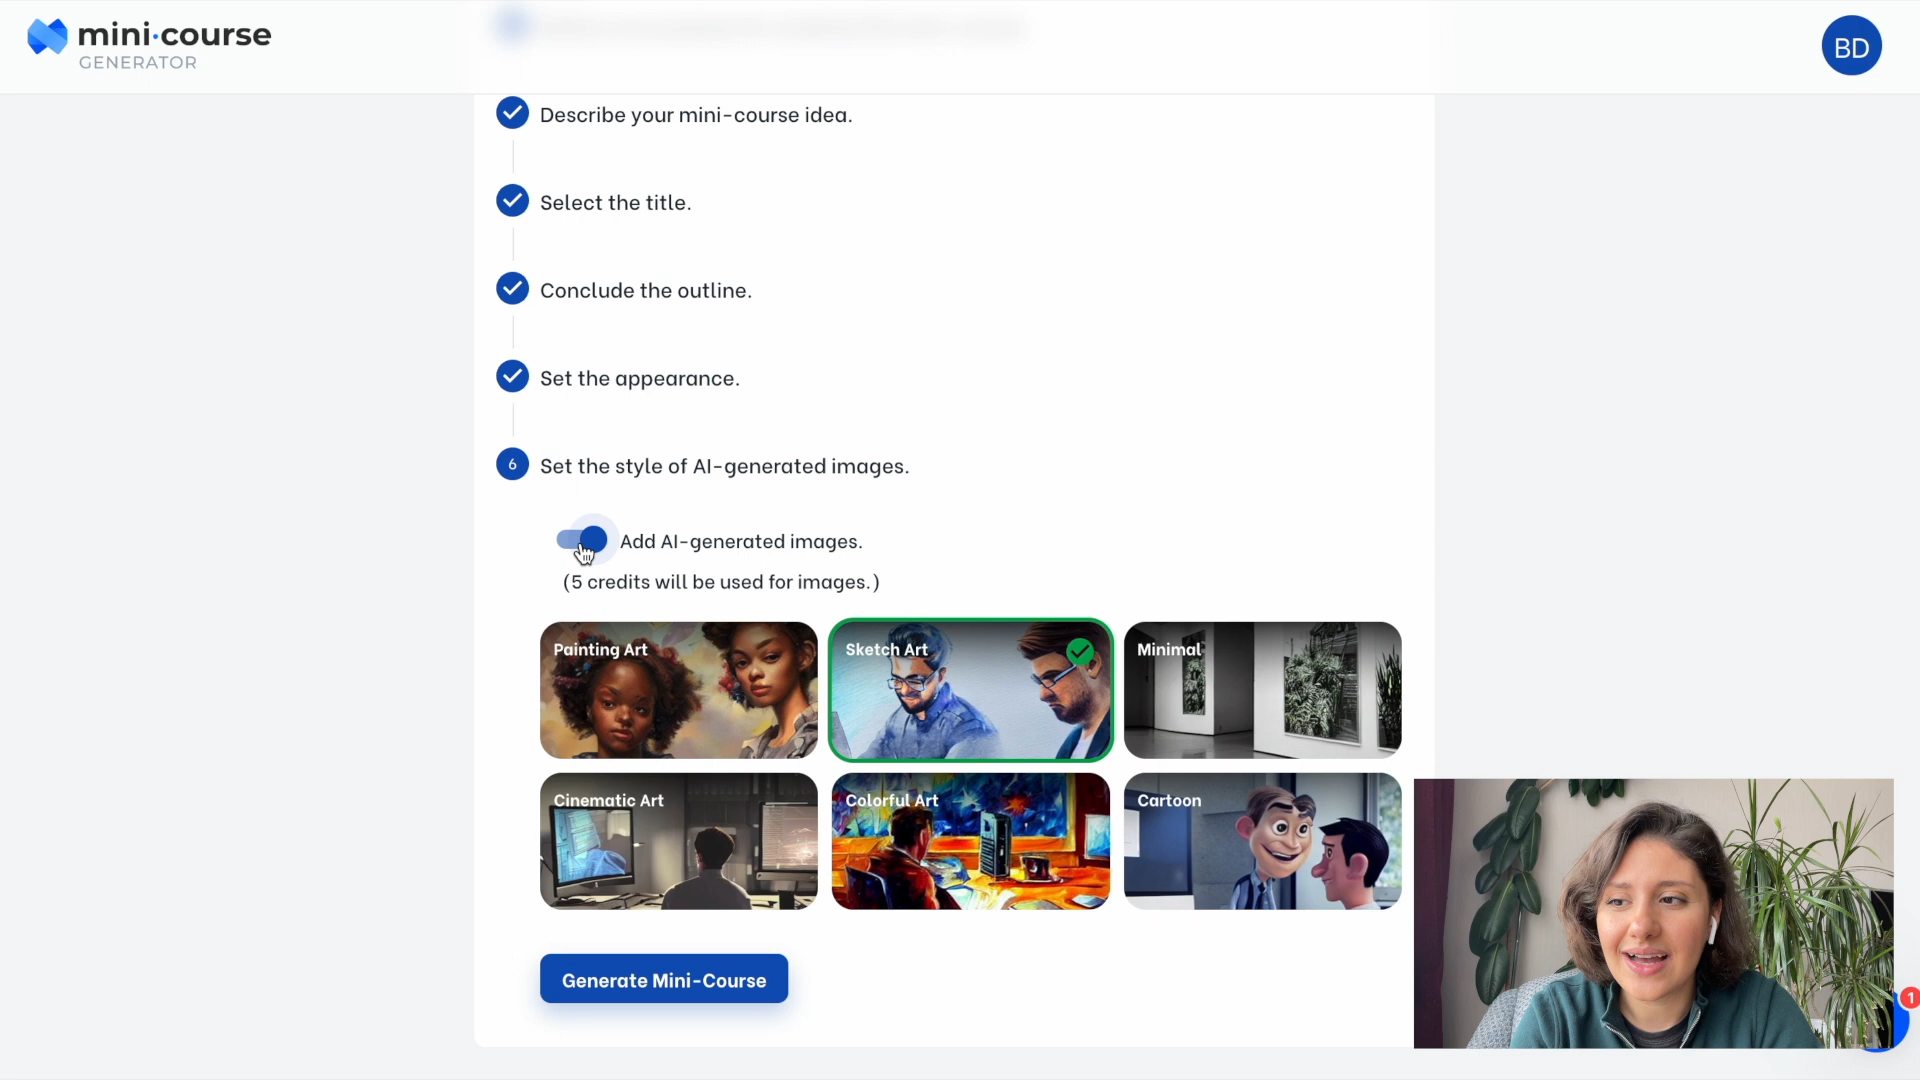 mini·course
GENERATOR
BD
Describe your mini-course idea.
Select the title.
Conclude the outline.
Set the appearance.
6 Set the style of AI-generated images.
Add AI-generated images.
(5 credits will be used for images.)
Painting Art
Sketch Art
Minimal
Cinematic Art
Colorful Art
Cartoon
Generate Mini-Course
1